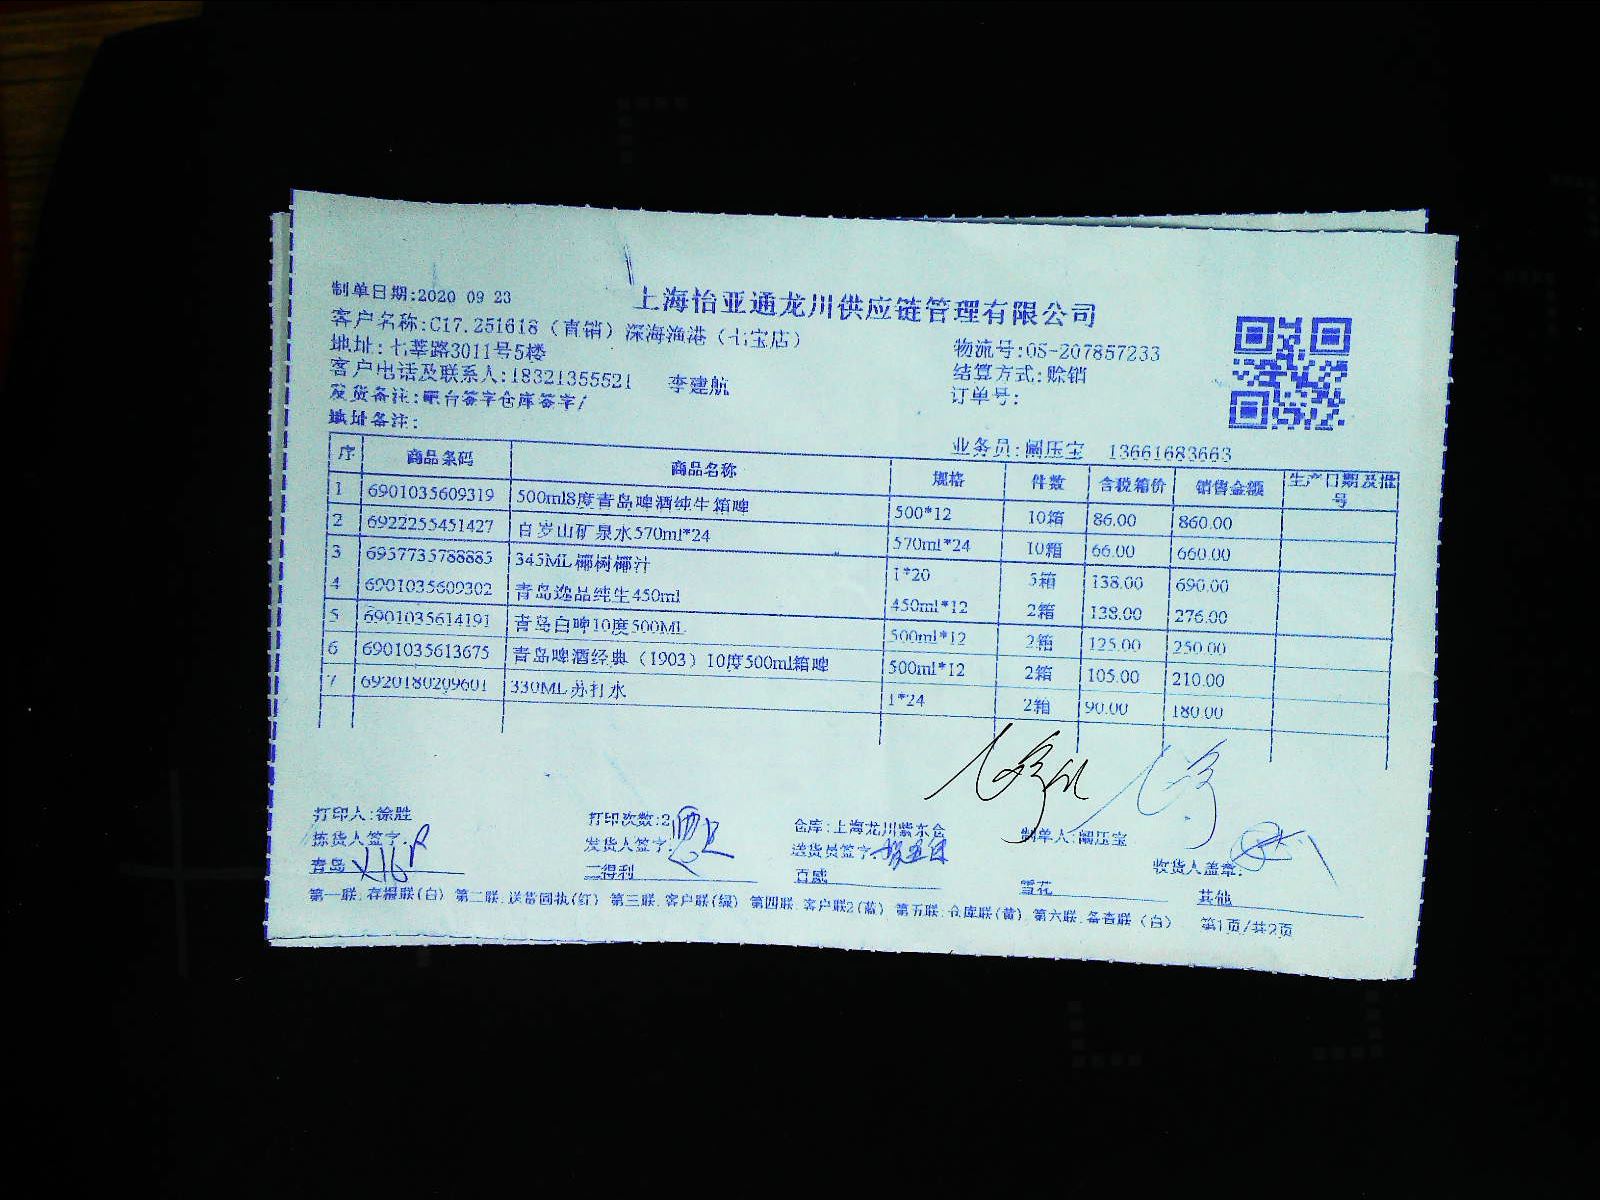 上海怡亚通龙川供应链管理有限公司
制单日期:2020 09 23
客户名称:C17.251618（直销）深海渔港（七宝店）
物流号:OS-207857233
地址:七莘路3011号5楼
结算方式:赊销
客户电话及联系人:18321355521 李建航
订单号:
发货备注:吧台签字仓库签字/
地址备注:
业务员:阚压宝 13661683663
序 商品条码 商品名称 规格 件数 含税箱价 销售金额 生产日期及批号
1 6901035609319 500ml8度青岛啤酒纯生箱啤 500*12 10箱 86.00 860.00
2 6922255451427 百岁山矿泉水570ml*24 570ml*24 10箱 66.00 660.00
3 6957735788885 345ML椰树椰汁 1*20 5箱 138.00 690.00
4 6901035609302 青岛逸品纯生450ml 450ml*12 2箱 138.00 276.00
5 6901035614191 青岛白啤10度500ML 500ml*12 2箱 125.00 250.00
6 6901035613675 青岛啤酒经典（1903）10度500ml箱啤 500ml*12 2箱 105.00 210.00
7 6920180209601 330ML苏打水 1*24 2箱 90.00 180.00
打印人:徐胜 打印次数:2 仓库:上海龙川紫东仓 制单人:阚压宝
拣货人签字: 发货人签字: 送货员签字: 收货人盖章:
青岛 三得利 百威 雪花 其他
第一联:存根联(白) 第二联:送货回执(红) 第三联:客户联(绿) 第四联:客户联2(蓝) 第五联:仓库联(黄) 第六联:备查联（白） 第1页/共2页